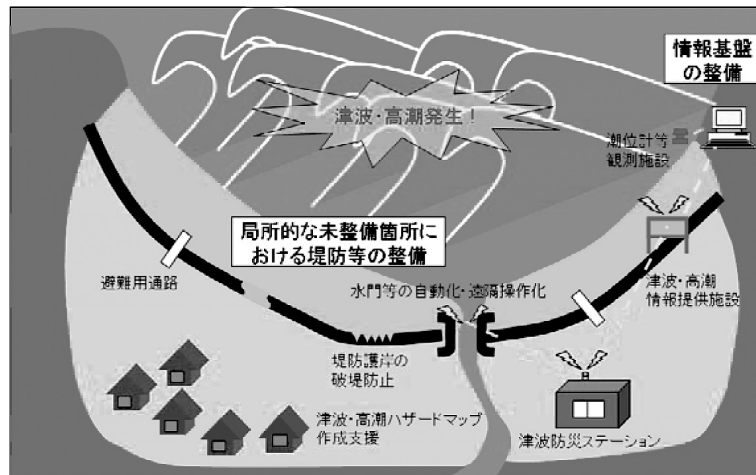 情報基盤
の整備
津波・高潮発生！
潮位計等
観測施設
局所的な未整備箇所に
おける堤防等の整備
避難用通路
水門等の自動化・遠隔操作化
津波・高潮
情報提供施設
堤防護岸の
破堤防止
津波・高潮ハザードマップ
作成支援
津波防災ステーション